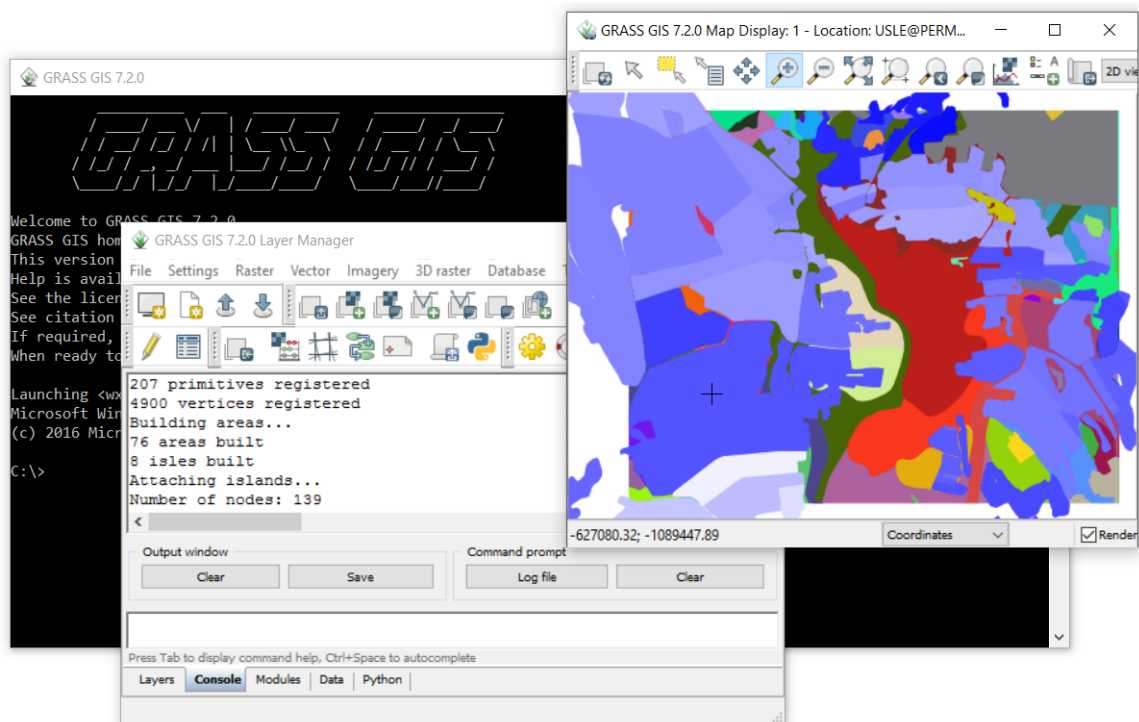 GRASS GIS 7.2.0
GRASS GIS
Welcome to GRASS GIS 7.2.0
GRASS GIS hom
This version
Help is avail
See the licen
See citation
If required,
When ready to
Launching <wx
Microsoft Win
(c) 2016 Micr
C:\>
GRASS GIS 7.2.0 Layer Manager
File Settings Raster Vector Imagery 3D raster Database
207 primitives registered
4900 vertices registered
Building areas...
76 areas built
8 isles built
Attaching islands...
Number of nodes: 139
Output window
Clear Save
Command prompt
Log file Clear
Press Tab to display command help, Ctrl+Space to autocomplete
Layers Console Modules Data Python
GRASS GIS 7.2.0 Map Display: 1 - Location: USLE@PERM...
2D vie
-627080.32; -1089447.89
Coordinates
Render